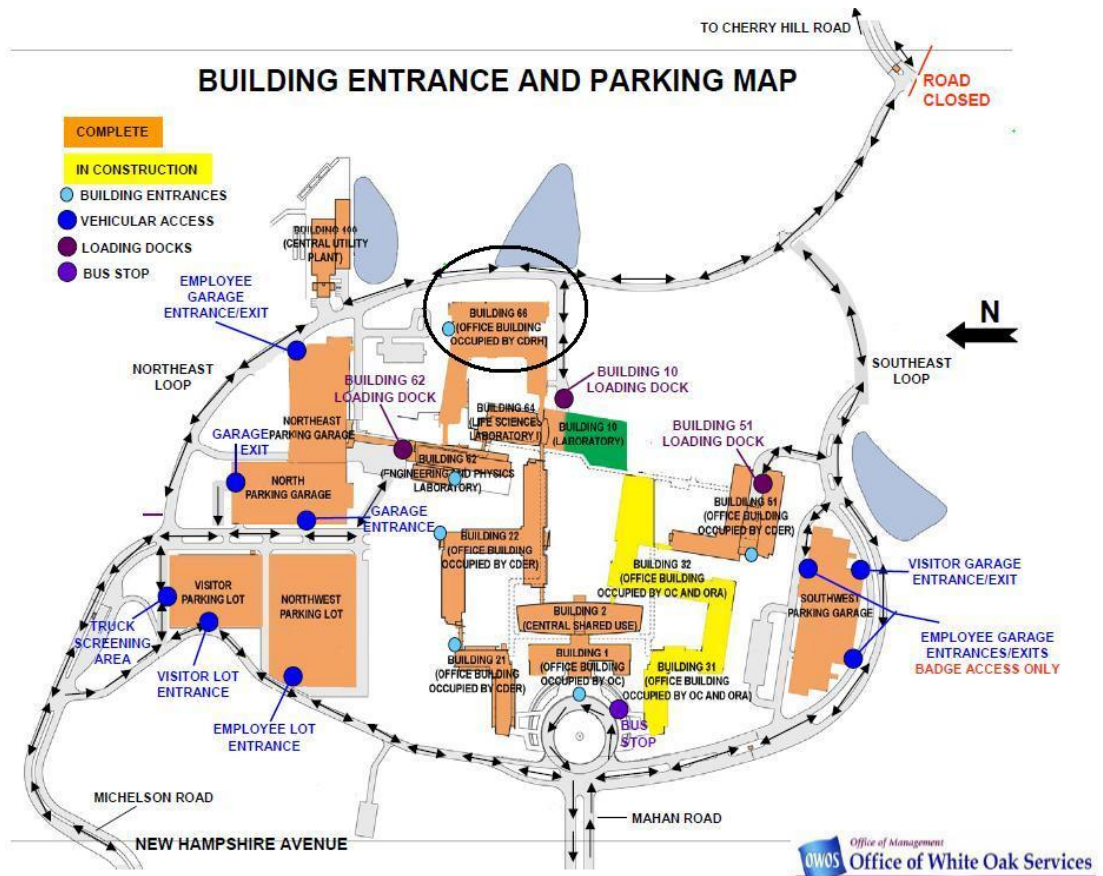 TO CHERRY HILL ROAD
BUILDING ENTRANCE AND PARKING MAP
ROAD
CLOSED
COMPLETE
IN CONSTRUCTION
BUILDING ENTRANCES
VEHICULAR ACCESS
LOADING DOCKS
BUS STOP
BUILDING 100
(CENTRAL UTILITY
PLANT)
EMPLOYEE
GARAGE
ENTRANCE/EXIT
BUILDING 66
(OFFICE BUILDING
OCCUPIED BY CDRH)
N
NORTHEAST
LOOP
SOUTHEAST
LOOP
BUILDING 62
LOADING DOCK
BUILDING 10
LOADING DOCK
NORTHEAST
PARKING GARAGE
BUILDING 64
(LIFE SCIENCES
LABORATORY I)
BUILDING 10
(LABORATORY)
BUILDING 51
LOADING DOCK
GARAGE
EXIT
BUILDING 62
(ENGINEERING AND PHYSICS
LABORATORY)
NORTH
PARKING GARAGE
BUILDING 51
(OFFICE BUILDING
OCCUPIED BY CDER)
GARAGE
ENTRANCE
BUILDING 22
(OFFICE BUILDING
OCCUPIED BY CDER)
BUILDING 32
(OFFICE BUILDING
OCCUPIED BY OC AND ORA)
VISITOR GARAGE
ENTRANCE/EXIT
VISITOR
PARKING LOT
NORTHWEST
PARKING LOT
SOUTHWEST
PARKING GARAGE
BUILDING 2
(CENTRAL SHARED USE)
TRUCK
SCREENING
AREA
EMPLOYEE GARAGE
ENTRANCES/EXITS
BADGE ACCESS ONLY
BUILDING 21
(OFFICE BUILDING
OCCUPIED BY CDER)
BUILDING 1
(OFFICE BUILDING
OCCUPIED BY OC)
BUILDING 31
(OFFICE BUILDING
OCCUPIED BY OC AND ORA)
VISITOR LOT
ENTRANCE
EMPLOYEE LOT
ENTRANCE
BUS
STOP
MICHELSON ROAD
MAHAN ROAD
NEW HAMPSHIRE AVENUE
OWOS
Office of Management
Office of White Oak Services